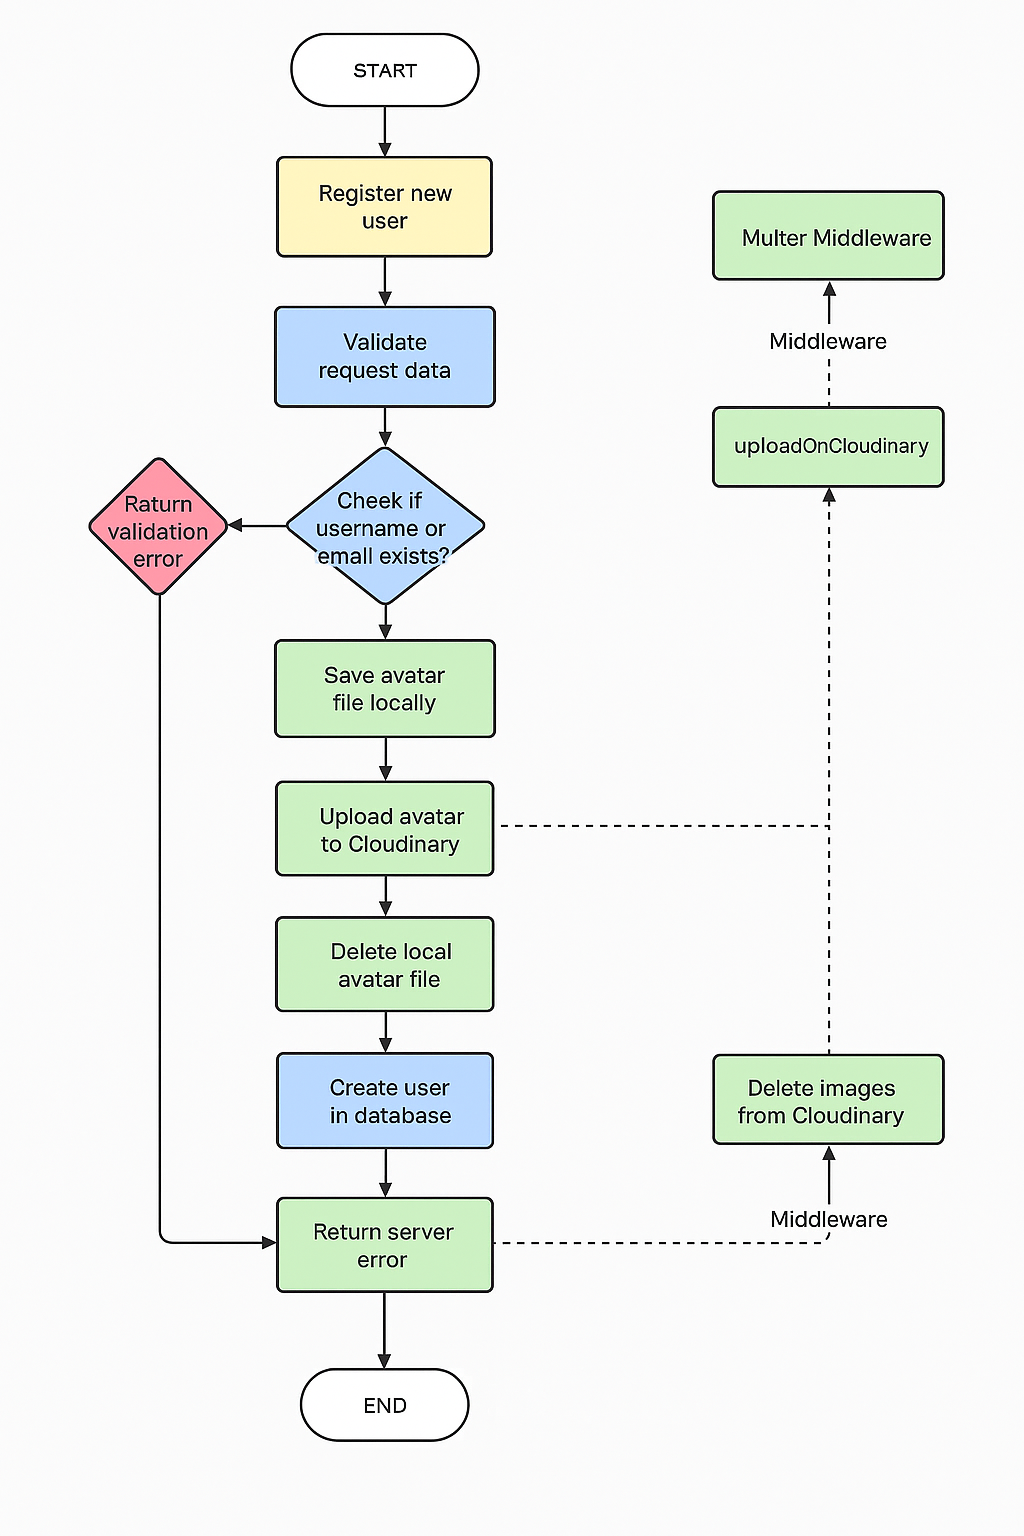 START
Register new
user
Validate
request data
Cheek if
username or
emall exists?
Raturn
validation
error
Save avatar
file locally
Upload avatar
to Cloudinary
Delete local
avatar file
Create user
in database
Return server
error
END
Multer Middleware
Middleware
uploadOnCloudinary
Delete images
from Cloudinary
Middleware